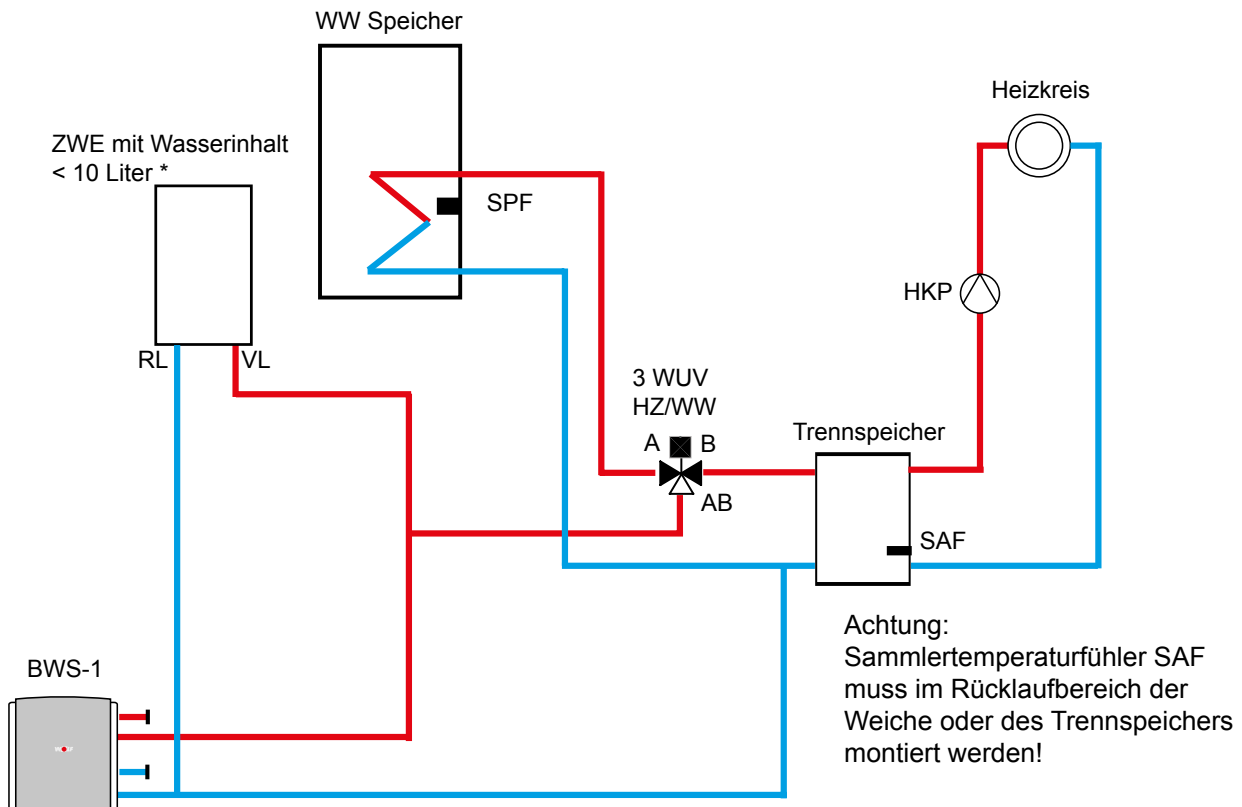 WW Speicher
Heizkreis
ZWE mit Wasserinhalt
< 10 Liter *
SPF
HKP
RL
VL
3 WUV
HZ/WW
A
B
AB
Trennspeicher
SAF
Achtung:
Sammlertemperaturfühler SAF
muss im Rücklaufbereich der
Weiche oder des Trennspeichers
montiert werden!
BWS-1